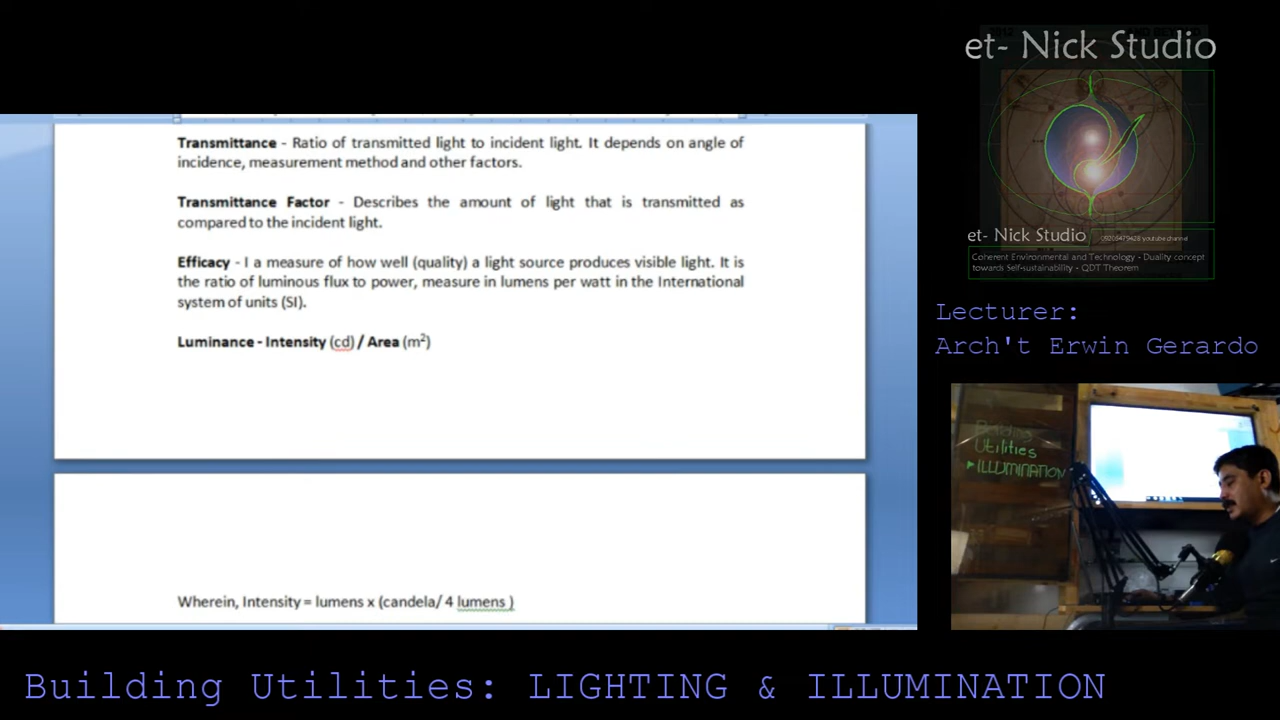 Transmittance - Ratio of transmitted light to incident light. It depends on angle of
incidence, measurement method and other factors.
Transmittance Factor - Describes the amount of light that is transmitted as
compared to the incident light.
Efficacy - I a measure of how well (quality) a light source produces visible light. It is
the ratio of luminous flux to power, measure in lumens per watt in the International
system of units (SI).
Luminance - Intensity (cd) / Area (m²)
Wherein, Intensity = lumens x (candela/ 4 lumens )
et- Nick Studio
et- Nick Studio
youtube channel
Coherent Environmental and Technology - Duality concept
towards Self-sustainability + QDT Theorem
Lecturer:
Arch't Erwin Gerardo
Building
Utilities
ILLUMINATION
Building Utilities: LIGHTING & ILLUMINATION